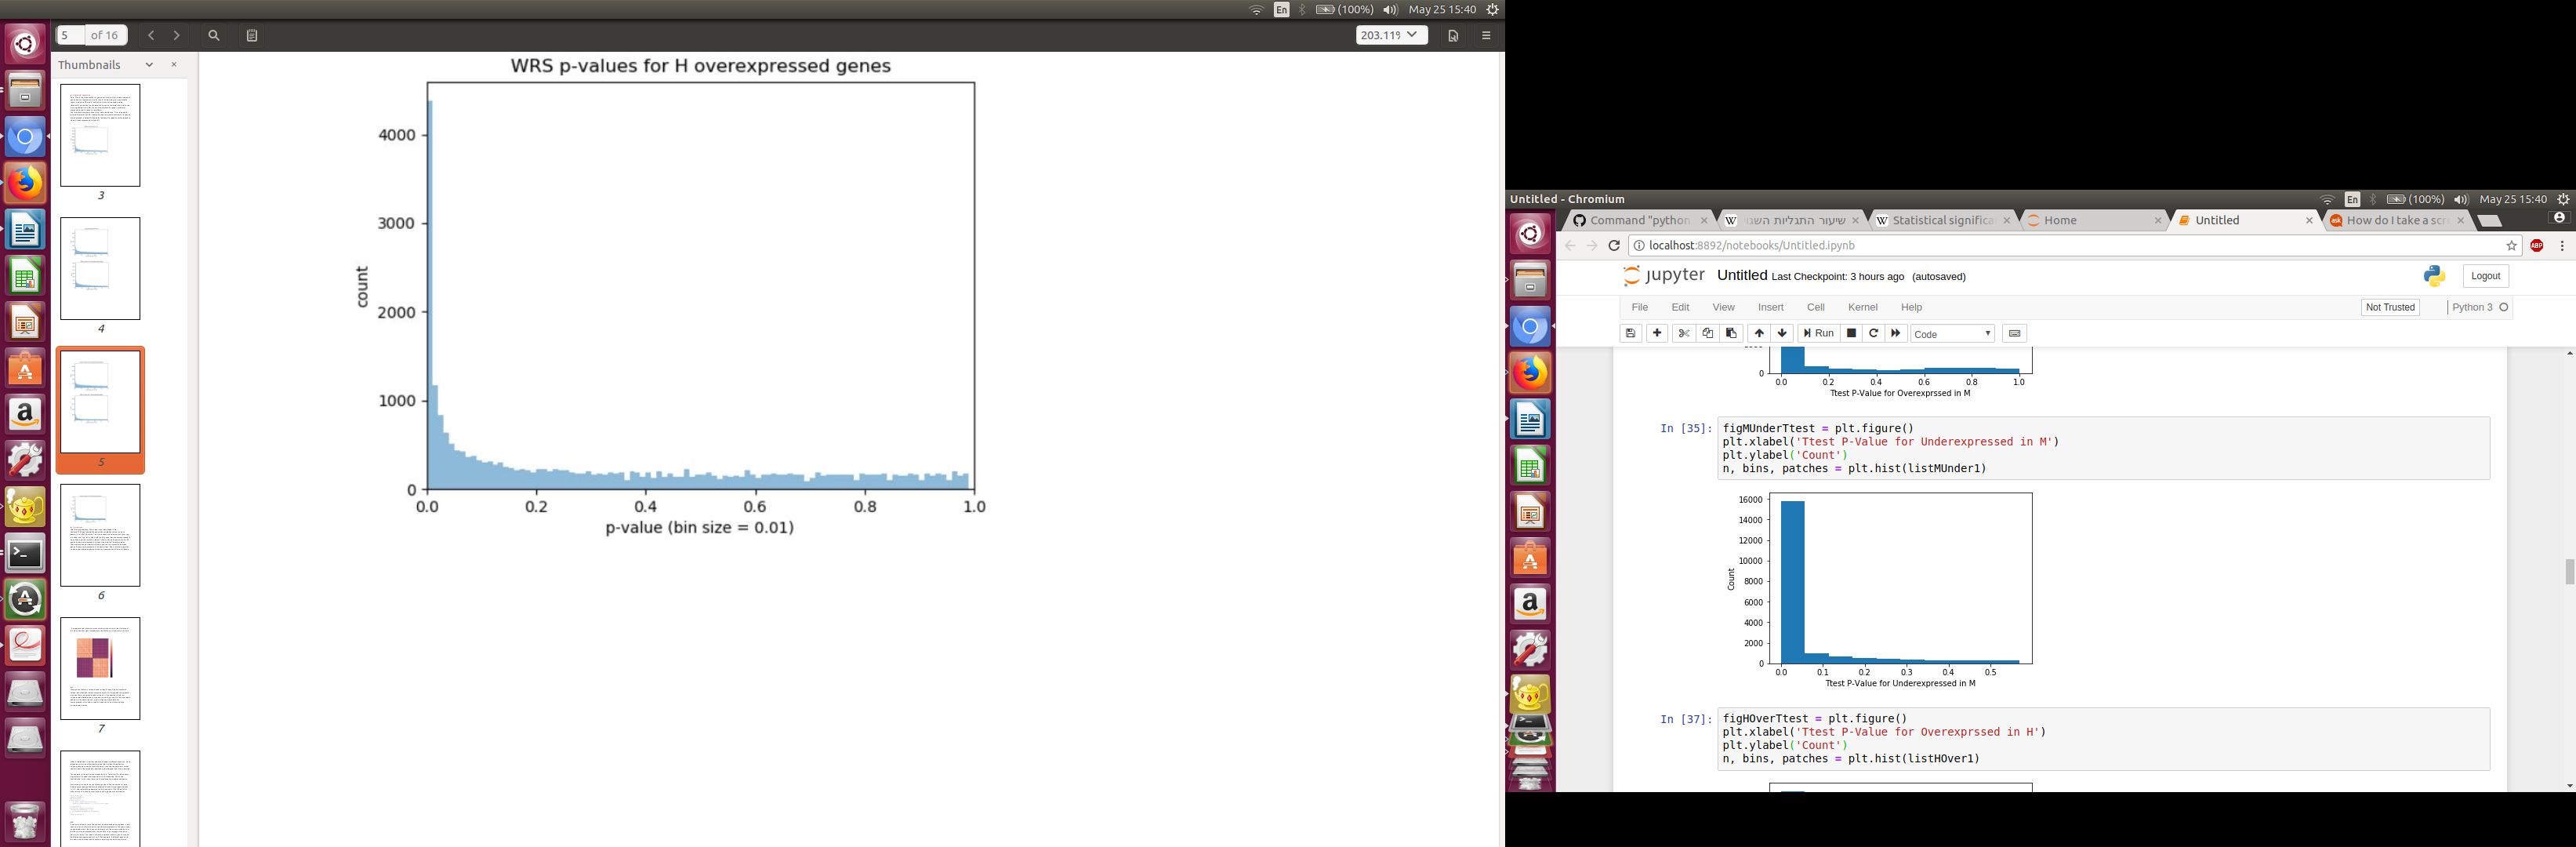 En (100%) May 25 15:40
5 of 16 203.11%
Thumbnails
3
4
5
6
7
WRS p-values for H overexpressed genes
4000
3000
2000
1000
0
count
0.0 0.2 0.4 0.6 0.8 1.0
p-value (bin size = 0.01)
Untitled - Chromium En (100%) May 25 15:40
Command "python שיעור התגליות השגוי Statistical significa Home Untitled How do I take a scr
localhost:8892/notebooks/Untitled.ipynb ABP
jupyter Untitled Last Checkpoint: 3 hours ago (autosaved) Logout
File Edit View Insert Cell Kernel Help Not Trusted Python 3
Run Code
0
0.0 0.2 0.4 0.6 0.8 1.0
Ttest P-Value for Overexprssed in M
In [35]: figMUnderTtest = plt.figure()
plt.xlabel('Ttest P-Value for Underexpressed in M')
plt.ylabel('Count')
n, bins, patches = plt.hist(listMUnder1)
16000
14000
12000
10000
8000
6000
4000
2000
0
Count
0.0 0.1 0.2 0.3 0.4 0.5
Ttest P-Value for Underexpressed in M
In [37]: figHOverTtest = plt.figure()
plt.xlabel('Ttest P-Value for Overexprssed in H')
plt.ylabel('Count')
n, bins, patches = plt.hist(listHOver1)